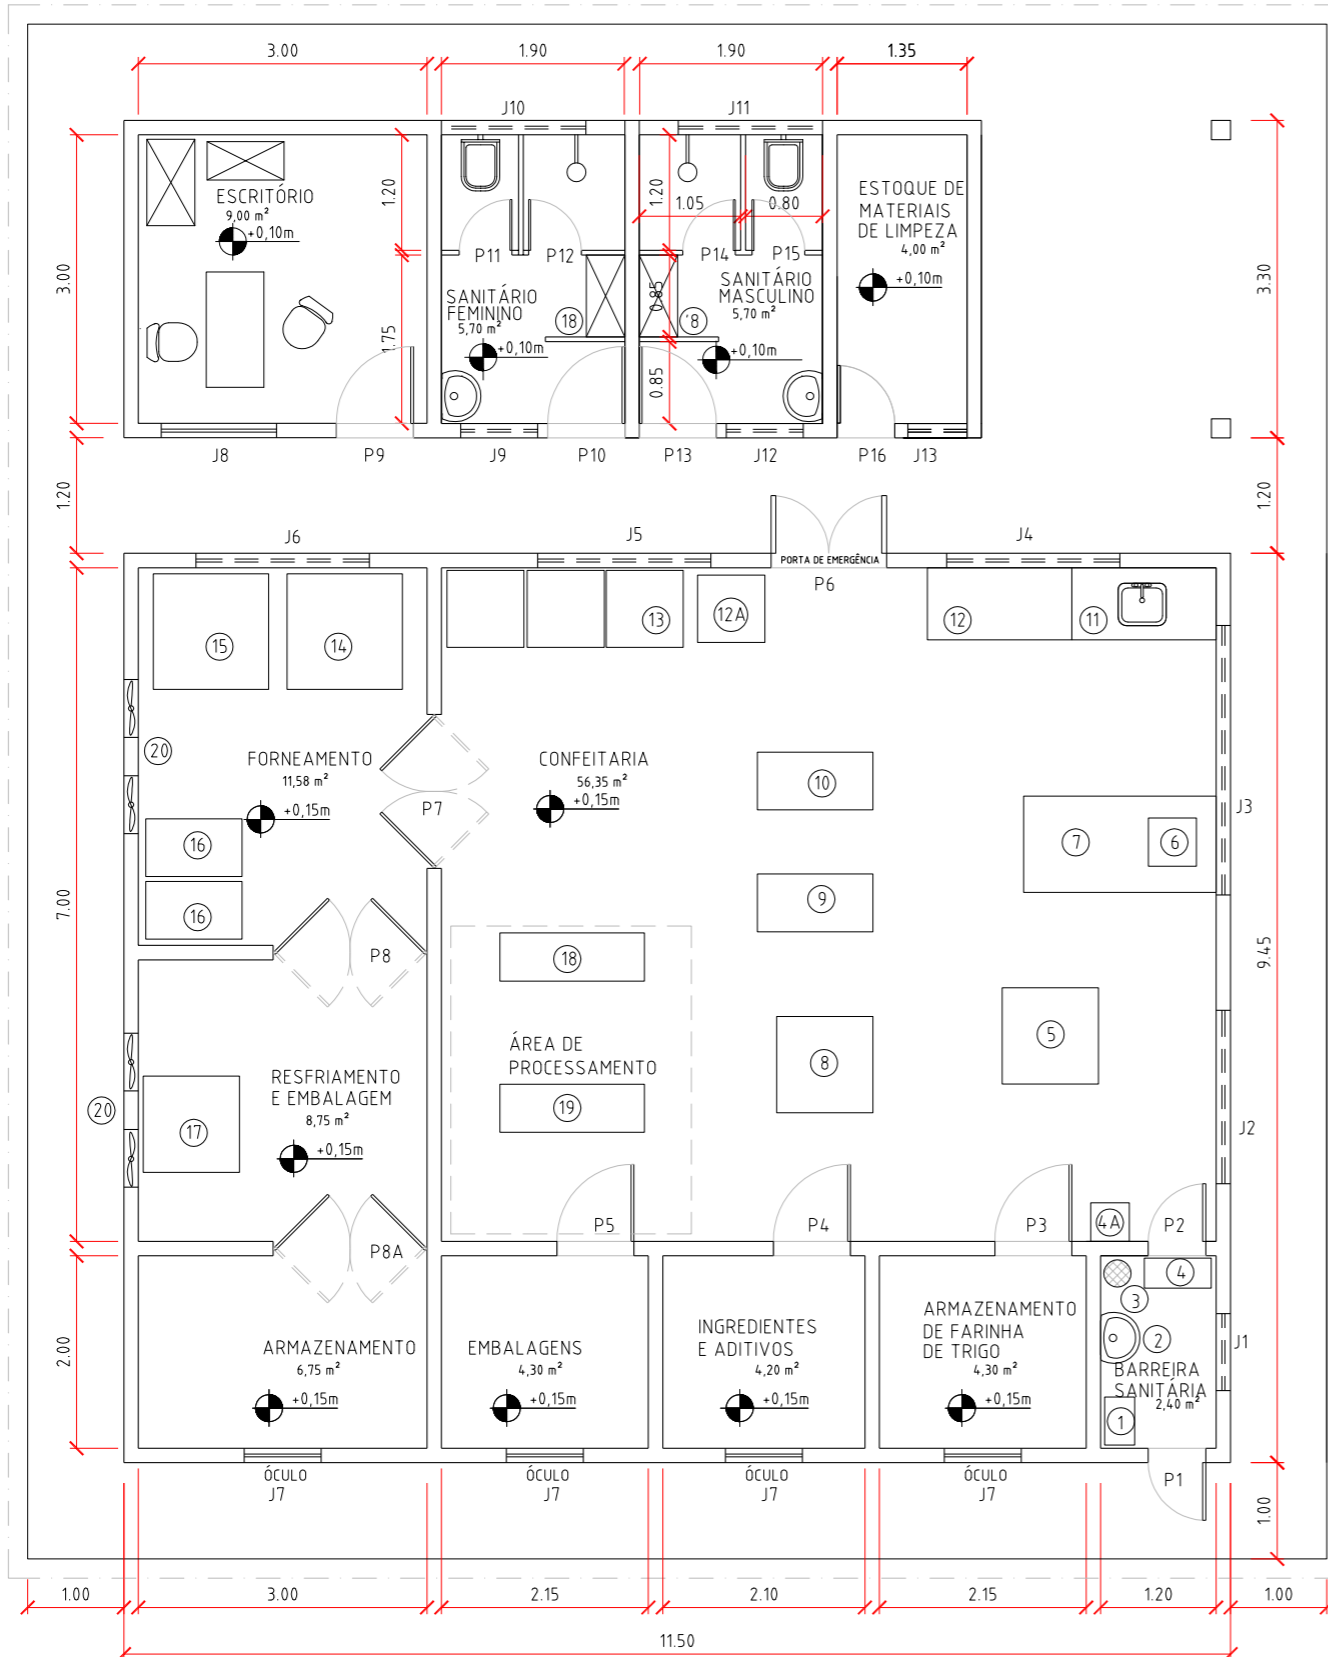 3.00
1.90
1.90
1.35
J10
J11
3.00
1.20
1.75
ESCRITÓRIO
9,00 m²
+0,10m
P11
P12
SANITÁRIO
FEMININO
5,70 m²
18
+0,10m
1.20
1.05
0.80
P14
P15
0.85
SANITÁRIO
MASCULINO
5,70 m²
+0,10m
0.85
ESTOQUE DE
MATERIAIS
DE LIMPEZA
4,00 m²
+0,10m
3.30
J8
P9
J9
P10
P13
J12
P16
J13
1.20
1.20
J6
J5
J4
PORTA DE EMERGÊNCIA
P6
15
14
13
12A
12
11
20
FORNEAMENTO
11,58 m²
+0,15m
P7
CONFEITARIA
56,35 m²
+0,15m
10
J3
16
7
6
16
9
7.00
P8
18
9.45
ÁREA DE
PROCESSAMENTO
8
5
RESFRIAMENTO
E EMBALAGEM
8,75 m²
+0,15m
20
17
19
J2
P8A
P5
P4
P3
4A
P2
2.00
3
4
ARMAZENAMENTO
6,75 m²
+0,15m
EMBALAGENS
4,30 m²
+0,15m
INGREDIENTES
E ADITIVOS
4,20 m²
+0,15m
ARMAZENAMENTO
DE FARINHA
DE TRIGO
4,30 m²
+0,15m
2
J1
BARREIRA
SANITÁRIA
2,40 m²
1
ÓCULO
J7
ÓCULO
J7
ÓCULO
J7
ÓCULO
J7
P1
1.00
1.00
3.00
2.15
2.10
2.15
1.20
1.00
11.50